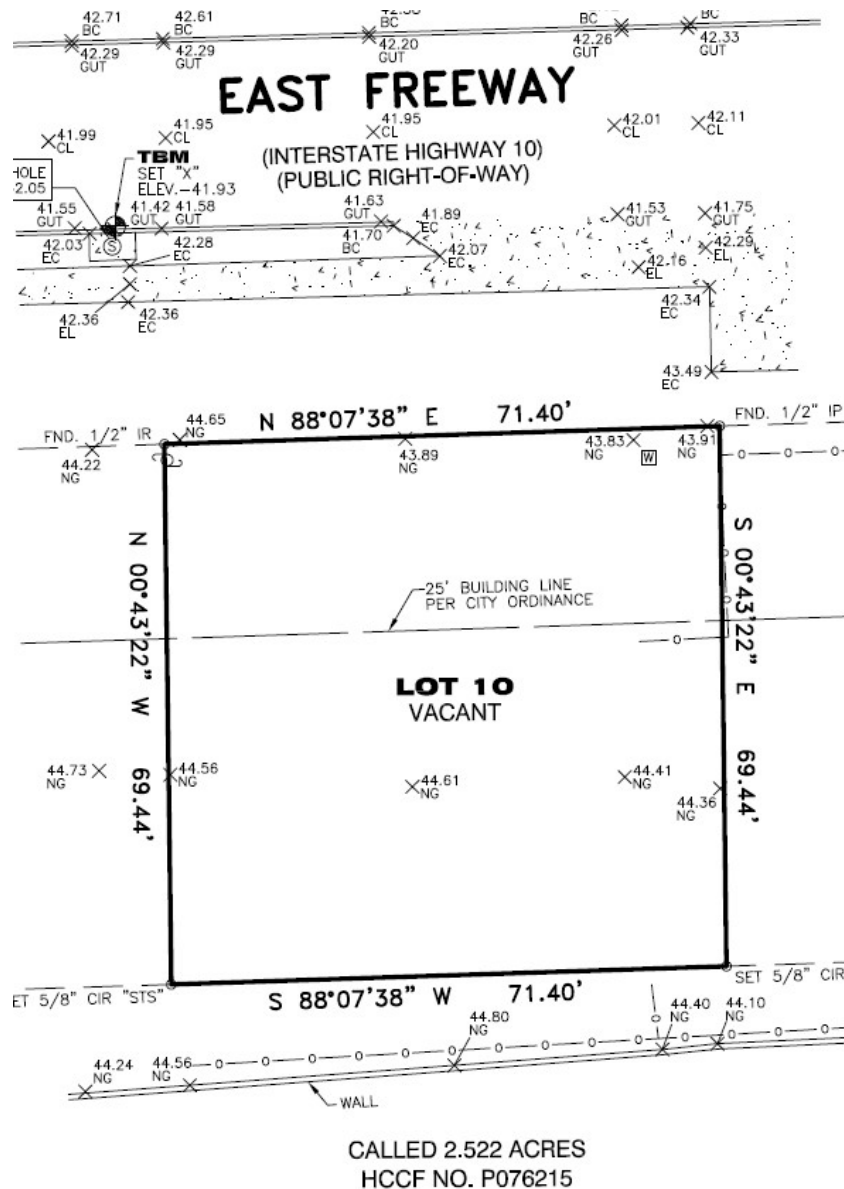 42.71
BC
42.61
BC
BC
BC
42.29
GUT
42.29
GUT
42.20
GUT
42.26
GUT
42.33
GUT
EAST FREEWAY
41.99
CL
41.95
CL
41.95
CL
42.01
CL
42.11
CL
(INTERSTATE HIGHWAY 10)
(PUBLIC RIGHT-OF-WAY)
TBM
SET "X"
ELEV.-41.93
HOLE
2.05
41.55
GUT
41.42
GUT
41.58
GUT
41.63
GUT
41.70
BC
41.89
EC
42.07
EC
41.53
GUT
41.75
GUT
42.29
EL
42.16
EL
42.03
EC
S
42.28
EC
42.36
EL
42.36
EC
42.34
EC
43.49
EC
FND. 1/2" IR
44.65
NG
N 88°07'38" E 71.40'
FND. 1/2" IP
44.22
NG
43.89
NG
43.83
NG
W
43.91
NG
N 00°43'22" W 69.44'
S 00°43'22" E 69.44'
25' BUILDING LINE
PER CITY ORDINANCE
LOT 10
VACANT
44.73
NG
44.56
NG
44.61
NG
44.41
NG
44.36
NG
ET 5/8" CIR "STS"
S 88°07'38" W 71.40'
SET 5/8" CIR
44.80
NG
44.40
NG
44.10
NG
44.24
NG
44.56
NG
WALL
CALLED 2.522 ACRES
HCCF NO. P076215